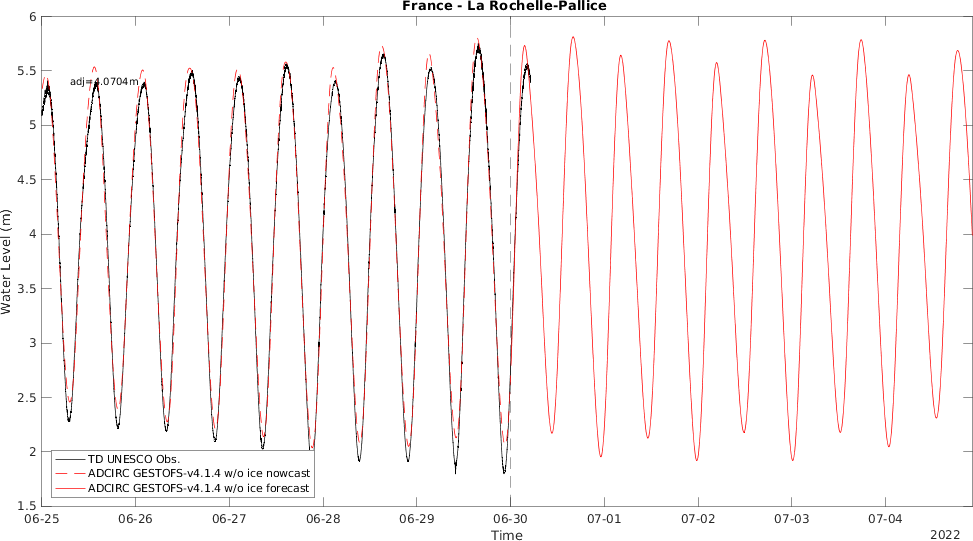 France - La Rochelle-Pallice
6
5.5
5
4.5
4
3.5
3
2.5
2
1.5
Water Level (m)
adj=4.0704m
TD UNESCO Obs.
ADCIRC GESTOFS-v4.1.4 w/o ice nowcast
ADCIRC GESTOFS-v4.1.4 w/o ice forecast
06-25 06-26 06-27 06-28 06-29 06-30 07-01 07-02 07-03 07-04
Time
2022